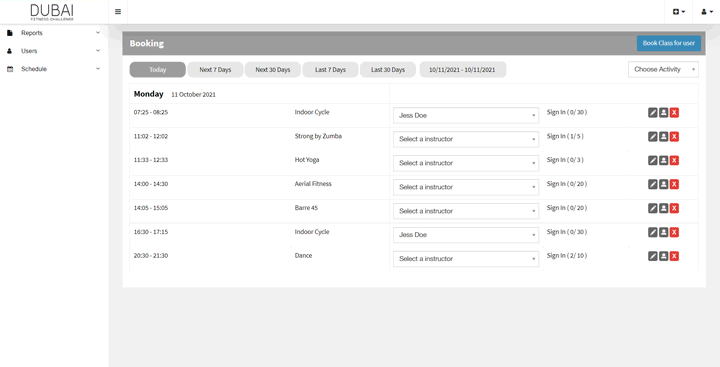 DUBAI
FITNESS CHALLENGE
Reports
Users
Schedule
Booking
Book Class for user
Today
Next 7 Days
Next 30 Days
Last 7 Days
Last 30 Days
10/11/2021 - 10/11/2021
Choose Activity
Monday 11 October 2021
07:25 - 08:25 Indoor Cycle Jess Doe Sign In ( 0/ 30 ) X
11:02 - 12:02 Strong by Zumba Select a instructor Sign In ( 1/ 5 ) X
11:33 - 12:33 Hot Yoga Select a instructor Sign In ( 0/ 3 ) X
14:00 - 14:30 Aerial Fitness Select a instructor Sign In ( 0/ 20 ) X
14:05 - 15:05 Barre 45 Select a instructor Sign In ( 0/ 20 ) X
16:30 - 17:15 Indoor Cycle Jess Doe Sign In ( 0/ 30 ) X
20:30 - 21:30 Dance Select a instructor Sign In ( 2/ 10 ) X